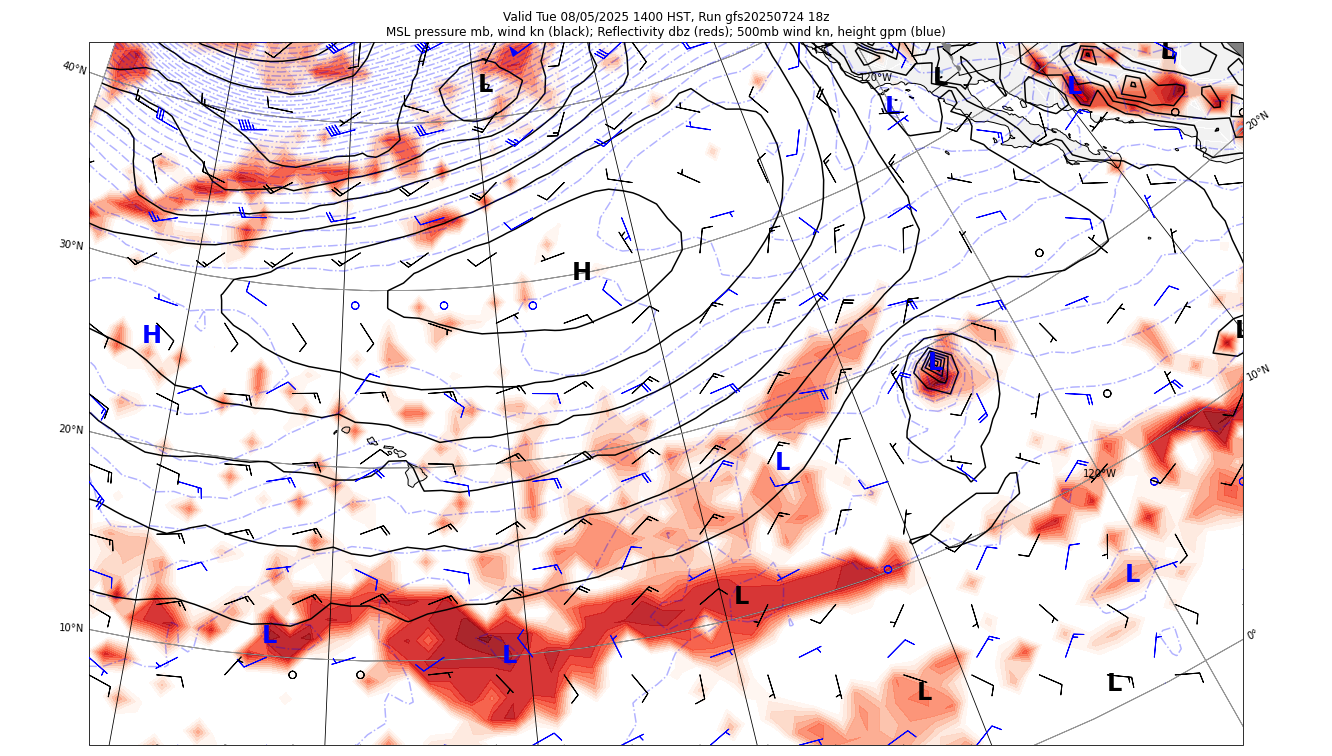 Valid Tue 08/05/2025 1400 HST, Run gfs20250724 18z
MSL pressure mb, wind kn (black); Reflectivity dbz (reds); 500mb wind kn, height gpm (blue)
L
L
40°N
120°W
L
L
L
20°N
30°N
H
H
L
L
10°N
20°N
L
120°W
L
L
10°N
L
L
0°
L
L